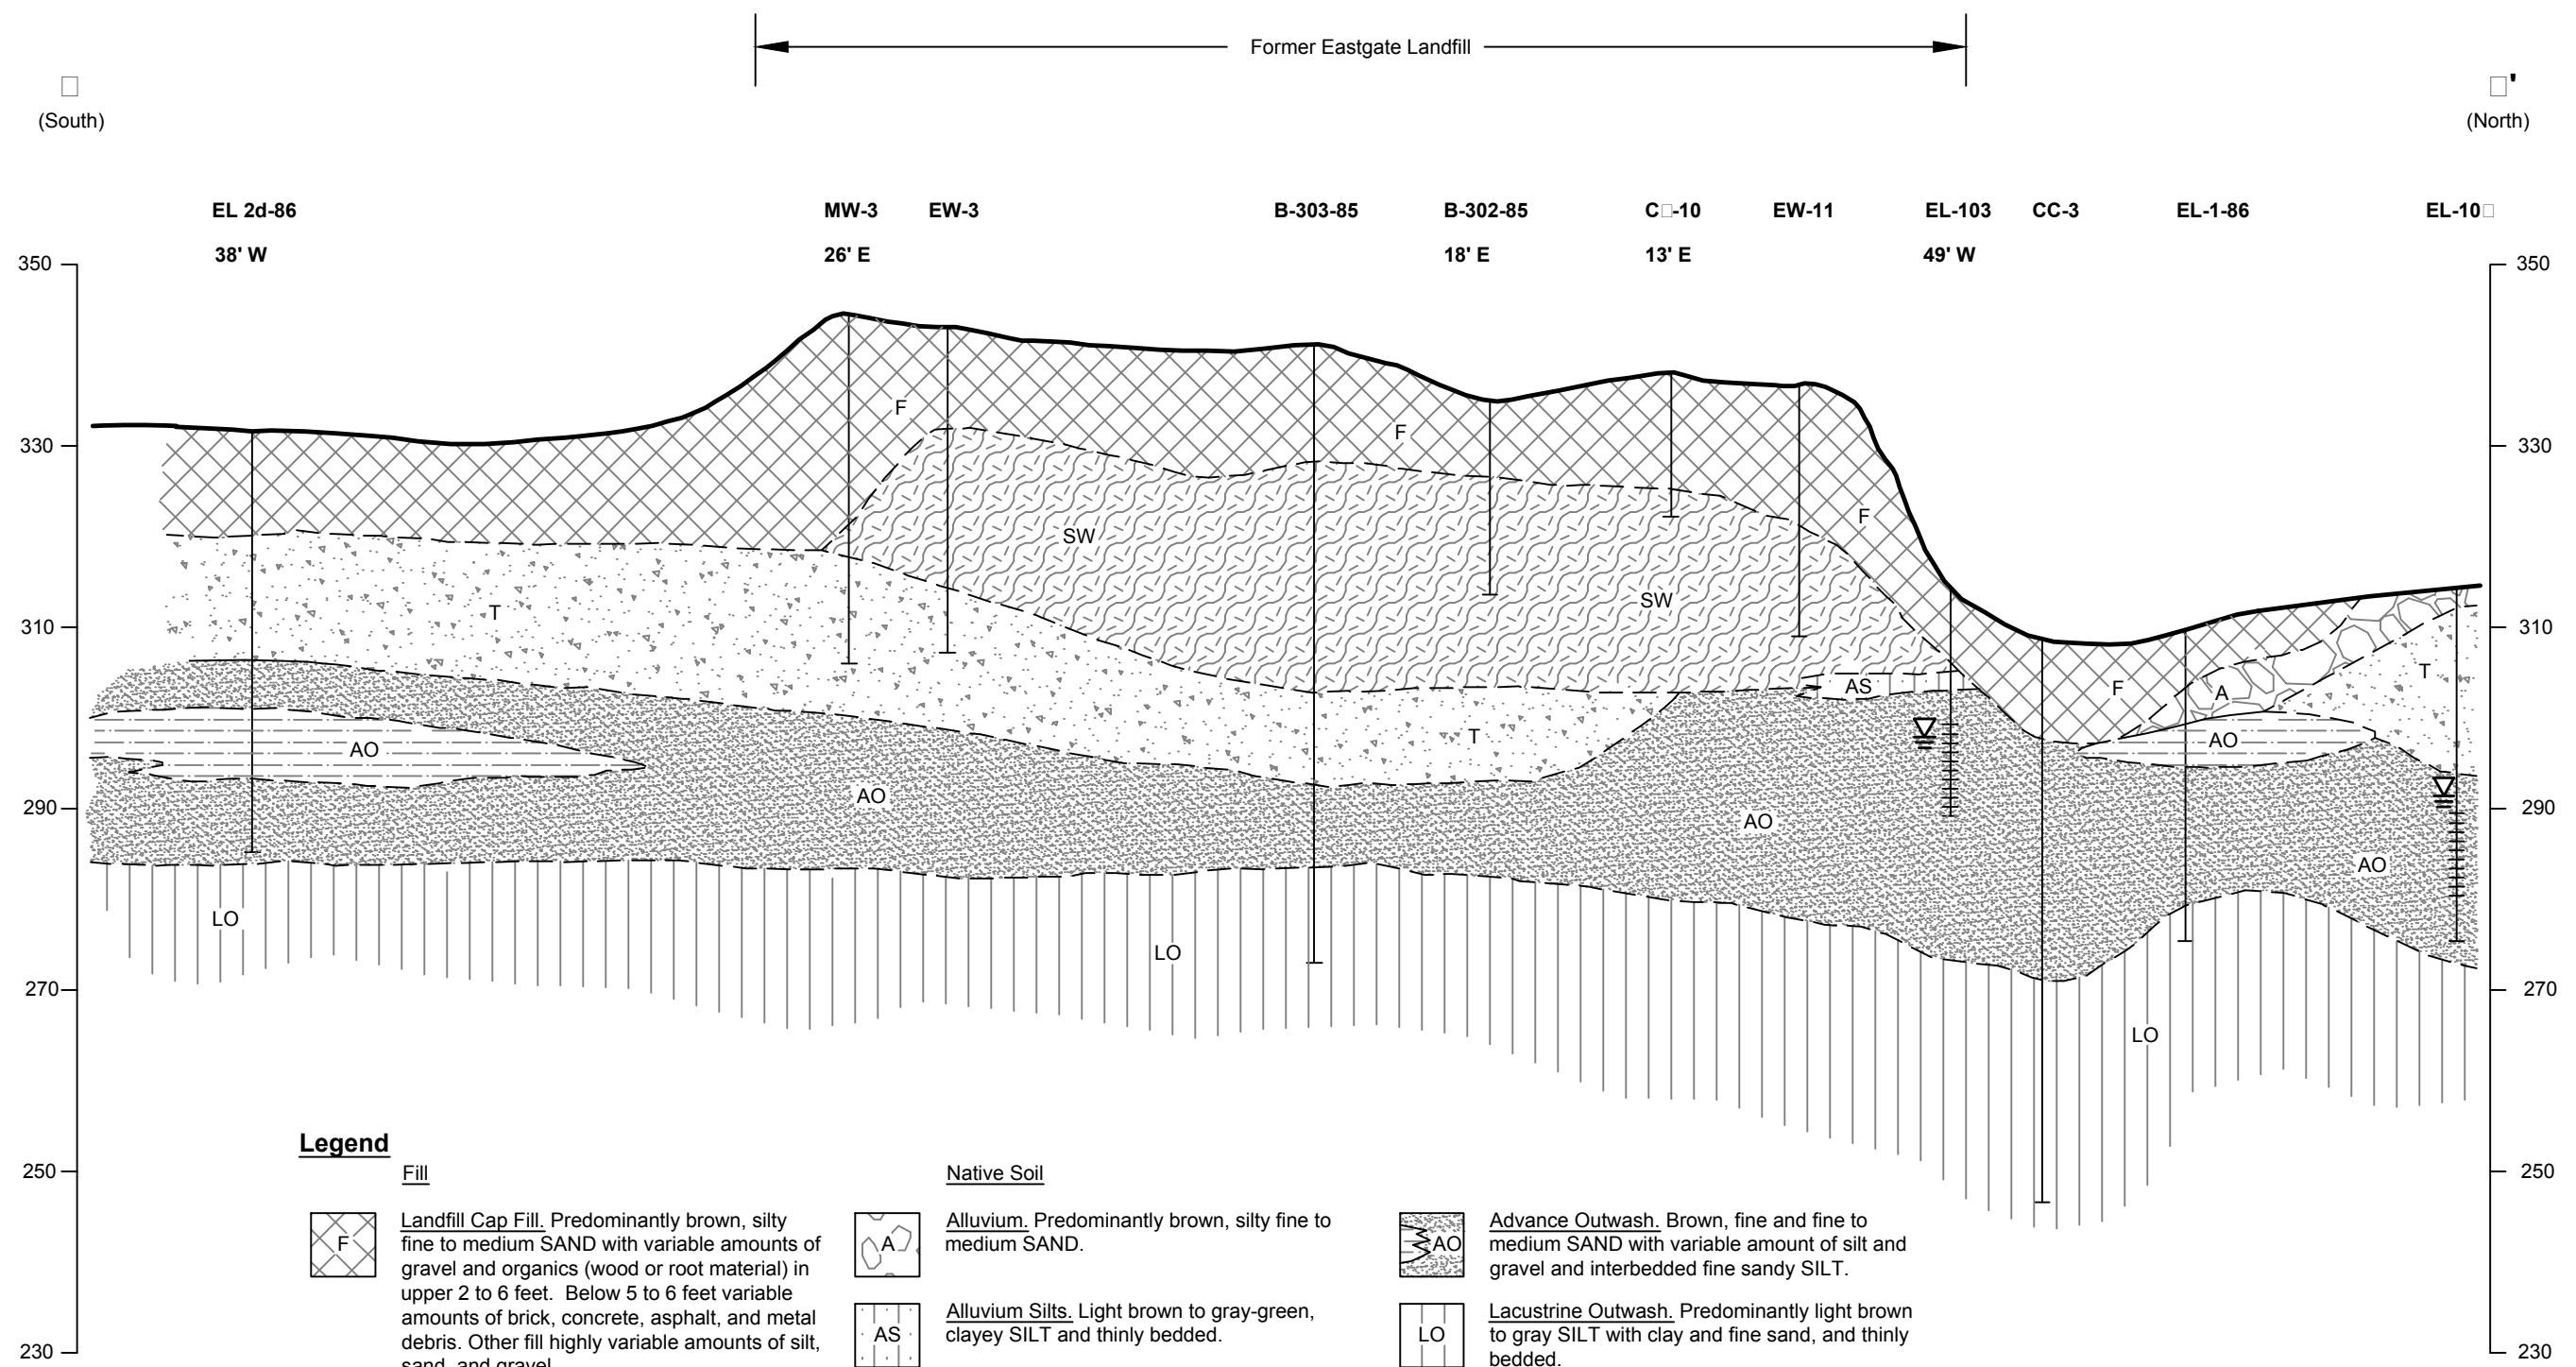 Former Eastgate Landfill
(South)
'
(North)
EL 2d-86
MW-3
EW-3
B-303-85
B-302-85
C□-10
EW-11
EL-103
CC-3
EL-1-86
EL-10□
38' W
26' E
18' E
13' E
49' W
350
350
330
330
310
310
290
290
270
270
250
250
230
230
F
F
F
F
SW
SW
T
T
T
A
AS
AO
AO
AO
AO
AO
LO
LO
LO
Legend
Fill
F
Landfill Cap Fill. Predominantly brown, silty
fine to medium SAND with variable amounts of
gravel and organics (wood or root material) in
upper 2 to 6 feet. Below 5 to 6 feet variable
amounts of brick, concrete, asphalt, and metal
debris. Other fill highly variable amounts of silt,
sand, and gravel
Native Soil
A
Alluvium. Predominantly brown, silty fine to
medium SAND.
AS
Alluvium Silts. Light brown to gray-green,
clayey SILT and thinly bedded.
AO
Advance Outwash. Brown, fine and fine to
medium SAND with variable amount of silt and
gravel and interbedded fine sandy SILT.
LO
Lacustrine Outwash. Predominantly light brown
to gray SILT with clay and fine sand, and thinly
bedded.